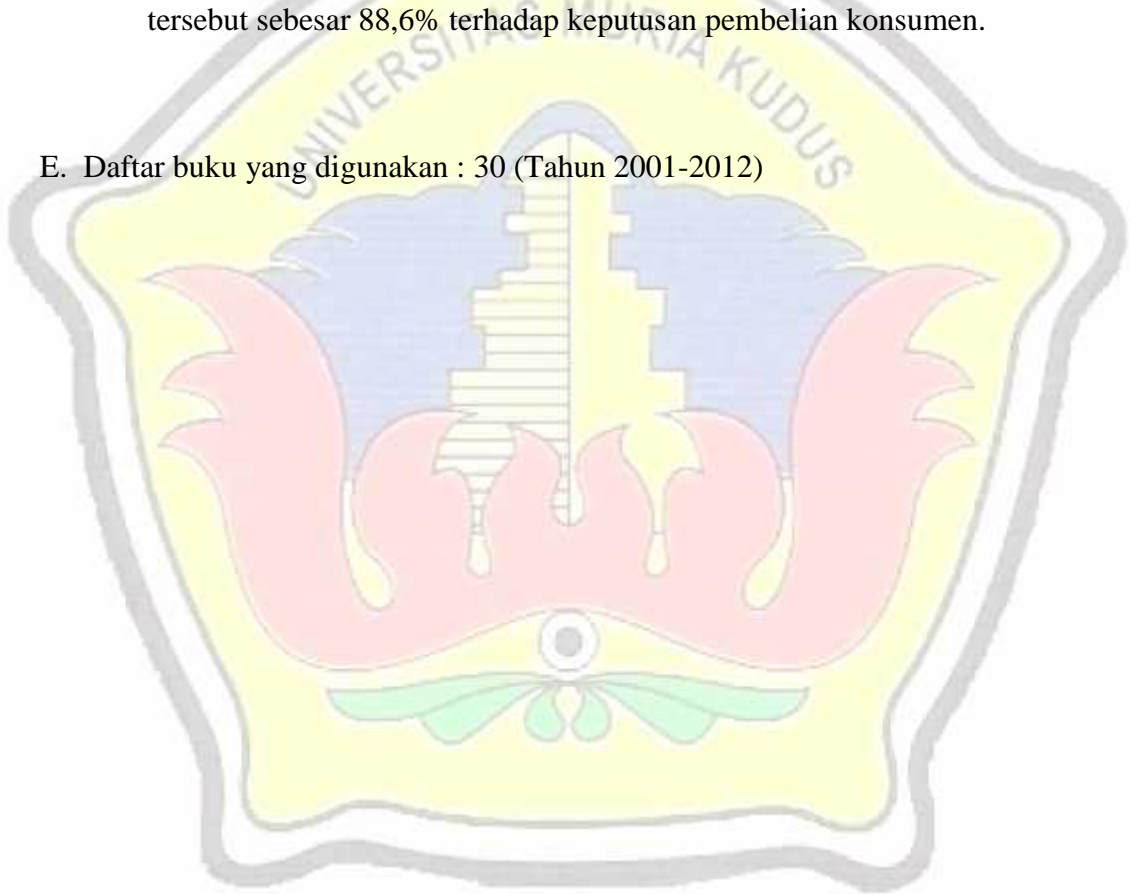 tersebut sebesar 88,6% terhadap keputusan pembelian konsumen.
UNIVERSITAS MURIA KUDUS
E. Daftar buku yang digunakan : 30 (Tahun 2001-2012)